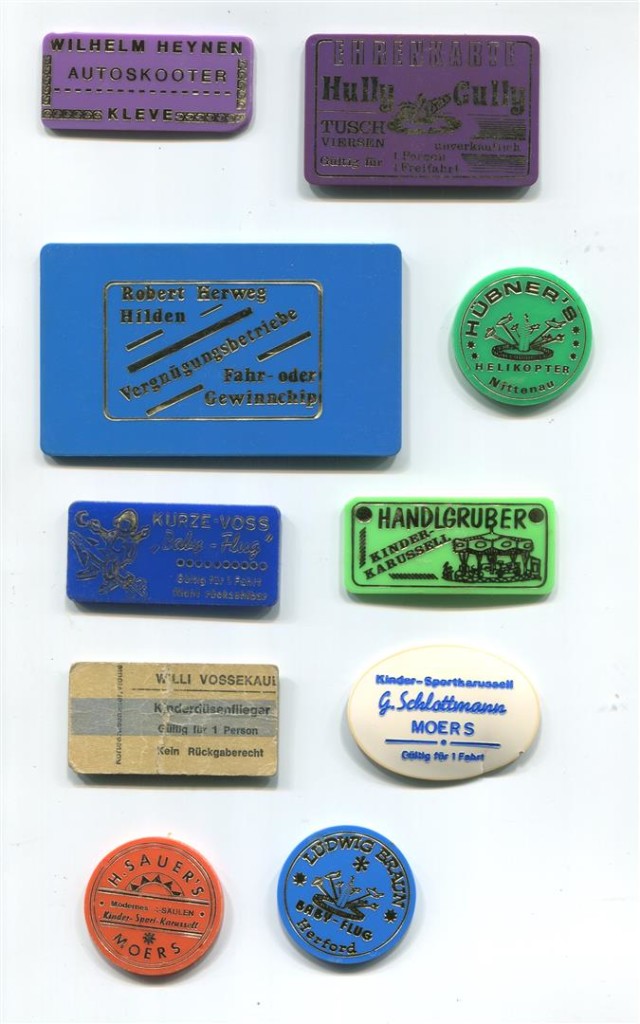 WILHELM HEYNEN
AUTOSKOOTER
KLEVE
EHRENKARTE
Hully Gully
TUSCH
VIERSEN
unverkäuflich
Gültig für 1 Person
1 Freifahrt
Robert Herweg
Hilden
Vergnügungsbetriebe
Fahr- oder
Gewinnchip
HÜBNER'S
HELIKOPTER
Nittenau
KURZE-VOSS
„Baby-Flug"
Gültig für 1 Fahrt
Nicht rückzahlbar
HANDLGRUBER
KINDER-
KARUSSELL
WILLI VOSSEKAUL
Kinderdüsenflieger
Gültig für 1 Person
Kein Rückgaberecht
Kinder-Sportkarussell
G. Schlottmann
MOERS
Gültig für 1 Fahrt
H. SAUER'S
Modernes SÄULEN
Kinder-Sport-Karussell
MOERS
LUDWIG BRAUN
BABY-FLUG
Herford